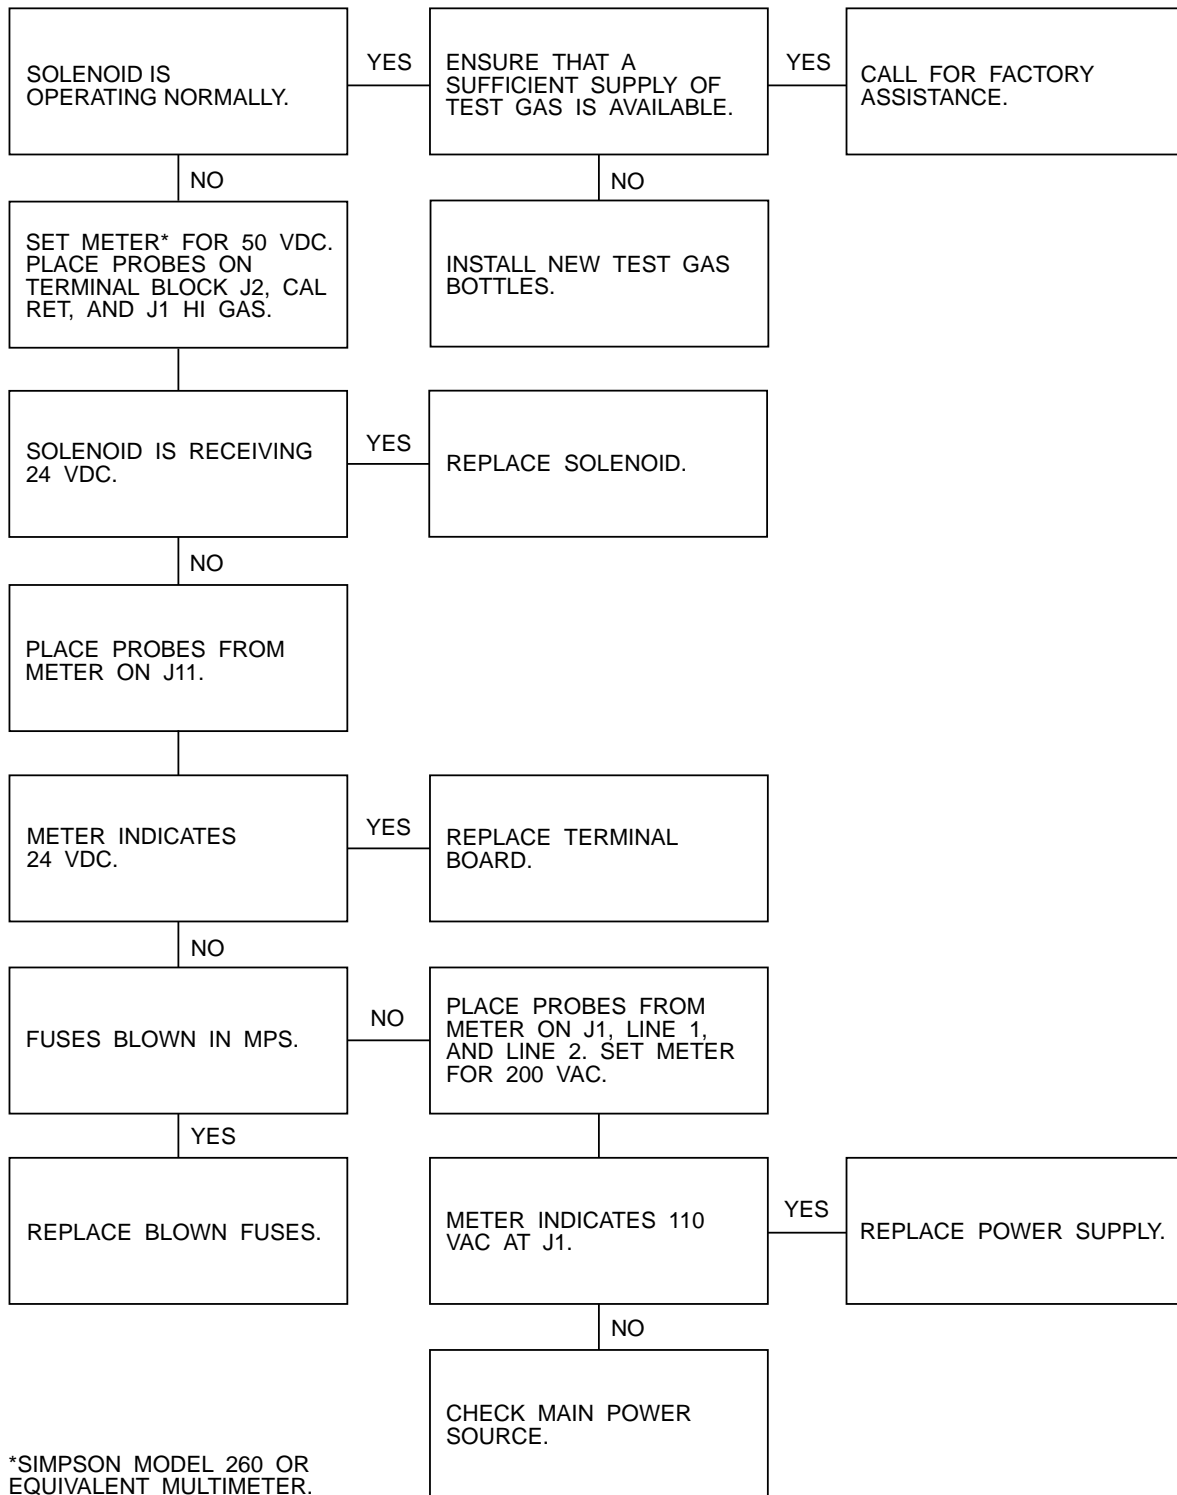 SOLENOID IS
OPERATING NORMALLY.
YES
ENSURE THAT A
SUFFICIENT SUPPLY OF
TEST GAS IS AVAILABLE.
YES
CALL FOR FACTORY
ASSISTANCE.
NO
NO
SET METER* FOR 50 VDC.
PLACE PROBES ON
TERMINAL BLOCK J2, CAL
RET, AND J1 HI GAS.
INSTALL NEW TEST GAS
BOTTLES.
SOLENOID IS RECEIVING
24 VDC.
YES
REPLACE SOLENOID.
NO
PLACE PROBES FROM
METER ON J11.
METER INDICATES
24 VDC.
YES
REPLACE TERMINAL
BOARD.
NO
FUSES BLOWN IN MPS.
NO
PLACE PROBES FROM
METER ON J1, LINE 1,
AND LINE 2. SET METER
FOR 200 VAC.
YES
REPLACE BLOWN FUSES.
METER INDICATES 110
VAC AT J1.
YES
REPLACE POWER SUPPLY.
NO
CHECK MAIN POWER
SOURCE.
*SIMPSON MODEL 260 OR
EQUIVALENT MULTIMETER.